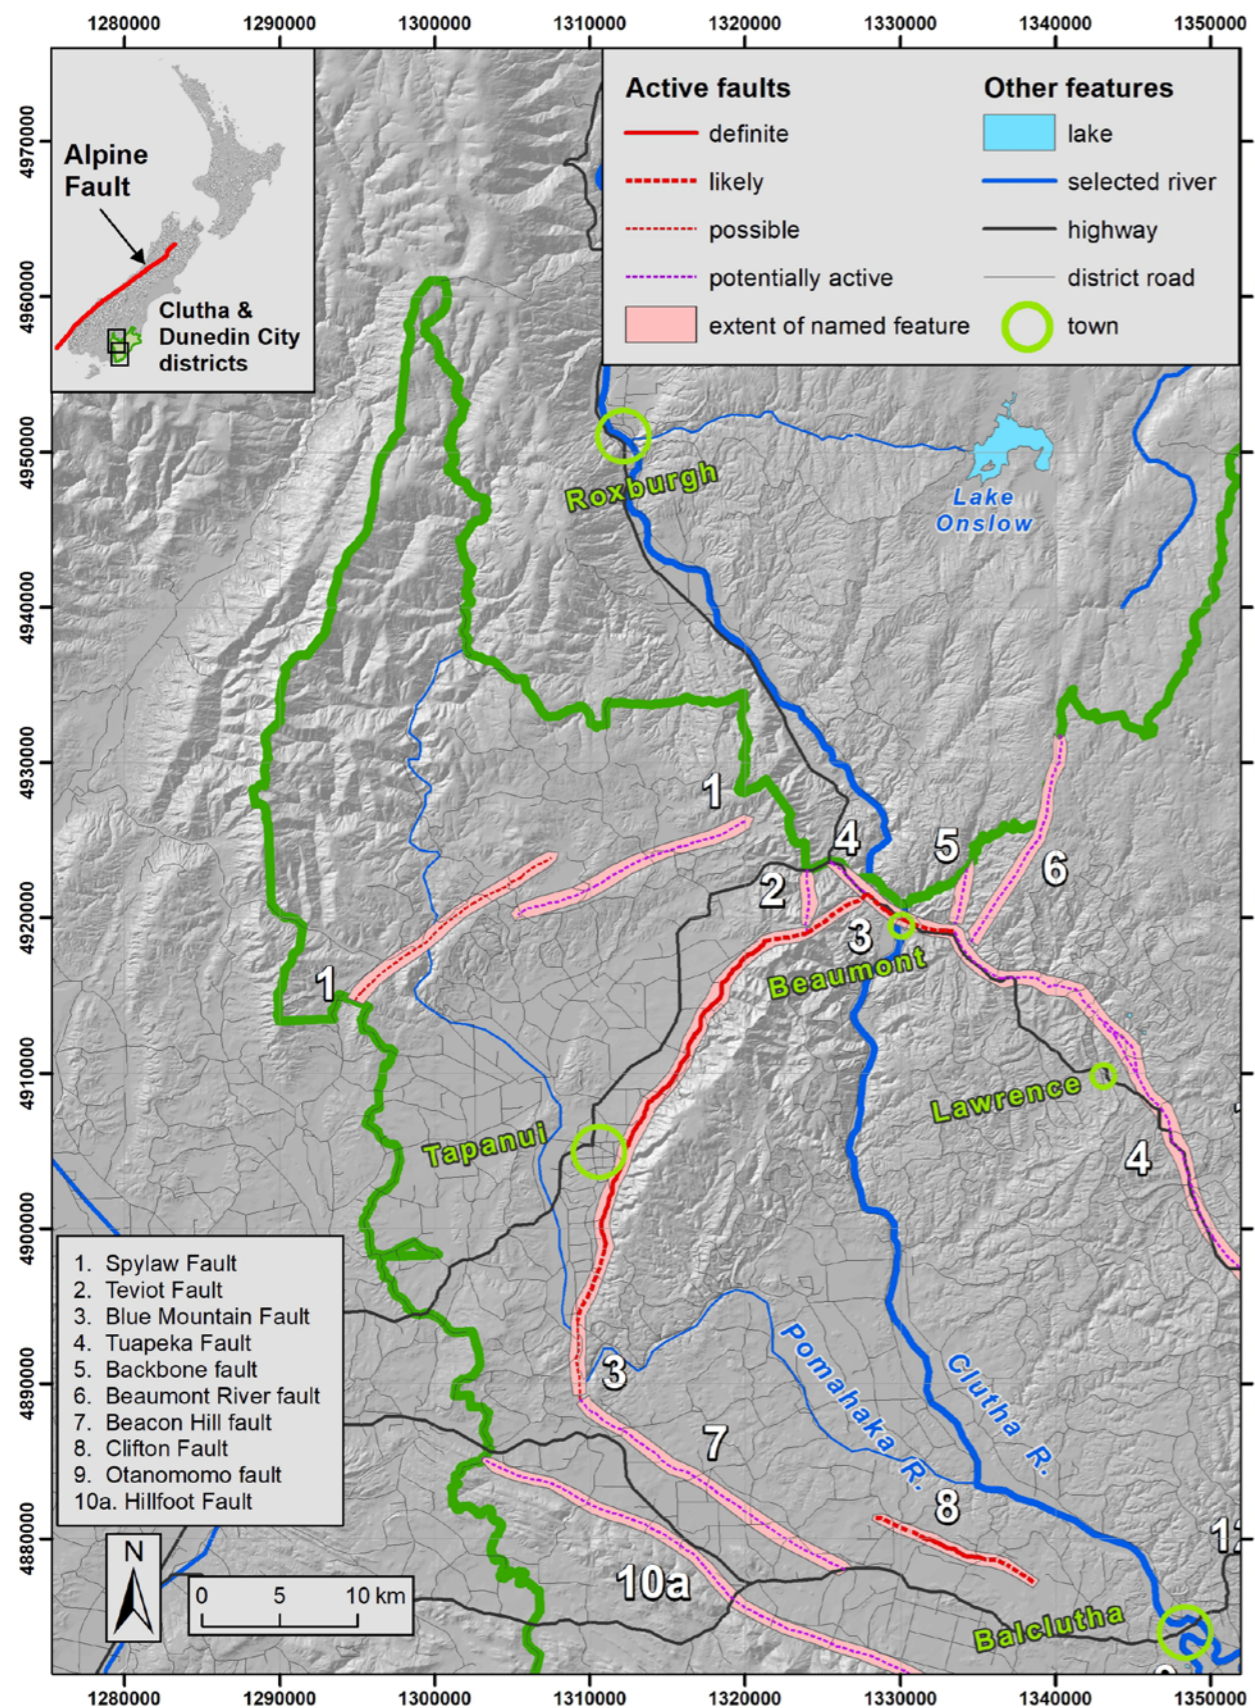 1280000 1290000 1300000 1310000 1320000 1330000 1340000 1350000
4970000
4960000
4950000
4940000
4930000
4920000
4910000
4900000
4890000
4880000
Alpine
Fault
Clutha &
Dunedin City
districts
Active faults
definite
likely
possible
potentially active
extent of named feature
Other features
lake
selected river
highway
district road
town
Roxburgh
Lake
Onslow
1
4
5
6
2
3
1
Beaumont
Lawrence
Tapanui
4
3
7
Pomahaka R.
Clutha R.
8
10a
Balclutha
1. Spylaw Fault
2. Teviot Fault
3. Blue Mountain Fault
4. Tuapeka Fault
5. Backbone fault
6. Beaumont River fault
7. Beacon Hill fault
8. Clifton Fault
9. Otanomomo fault
10a. Hillfoot Fault
N
0 5 10 km
1280000 1290000 1300000 1310000 1320000 1330000 1340000 1350000